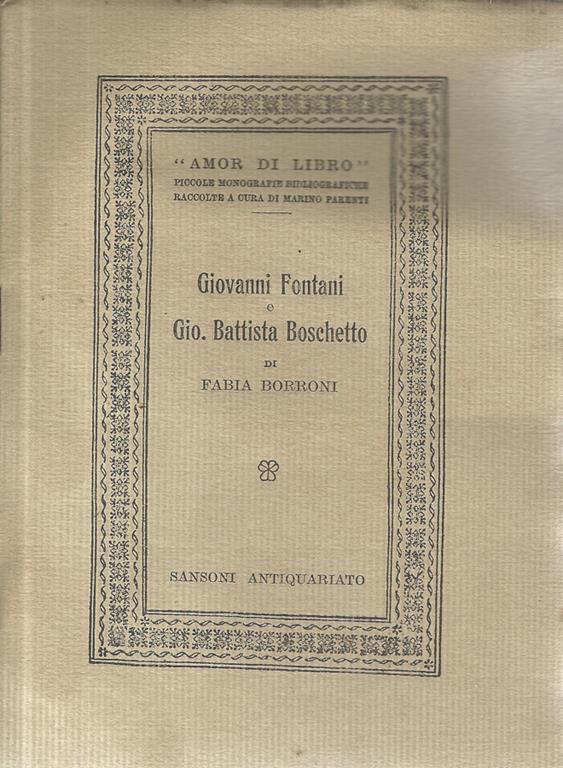 "AMOR DI LIBRO"
PICCOLE MONOGRAFIE BIBLIOGRAFICHE
RACCOLTE A CURA DI MARINO PARENTI
Giovanni Fontani
e
Gio. Battista Boschetto
DI
FABIA BORRONI
SANSONI ANTIQUARIATO